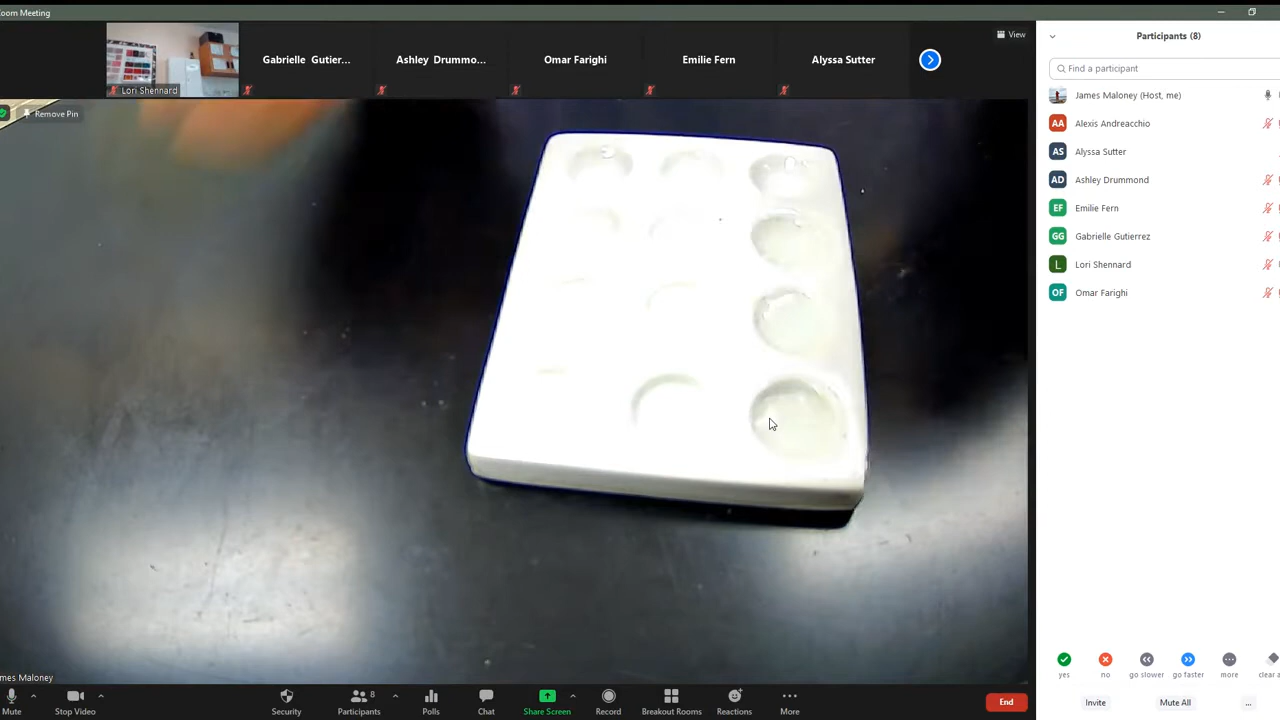 oom Meeting
View
Lori Shennard
Gabrielle Gutier...
Ashley Drummo...
Omar Farighi
Emilie Fern
Alyssa Sutter
Remove Pin
mes Maloney
Participants (8)
Find a participant
James Maloney (Host, me)
AA Alexis Andreacchio
AS Alyssa Sutter
AD Ashley Drummond
EF Emilie Fern
GG Gabrielle Gutierrez
L Lori Shennard
OF Omar Farighi
yes no go slower go faster more clear a
Invite Mute All ...
Mute Stop Video Security Participants 8 Polls Chat Share Screen Record Breakout Rooms Reactions More End